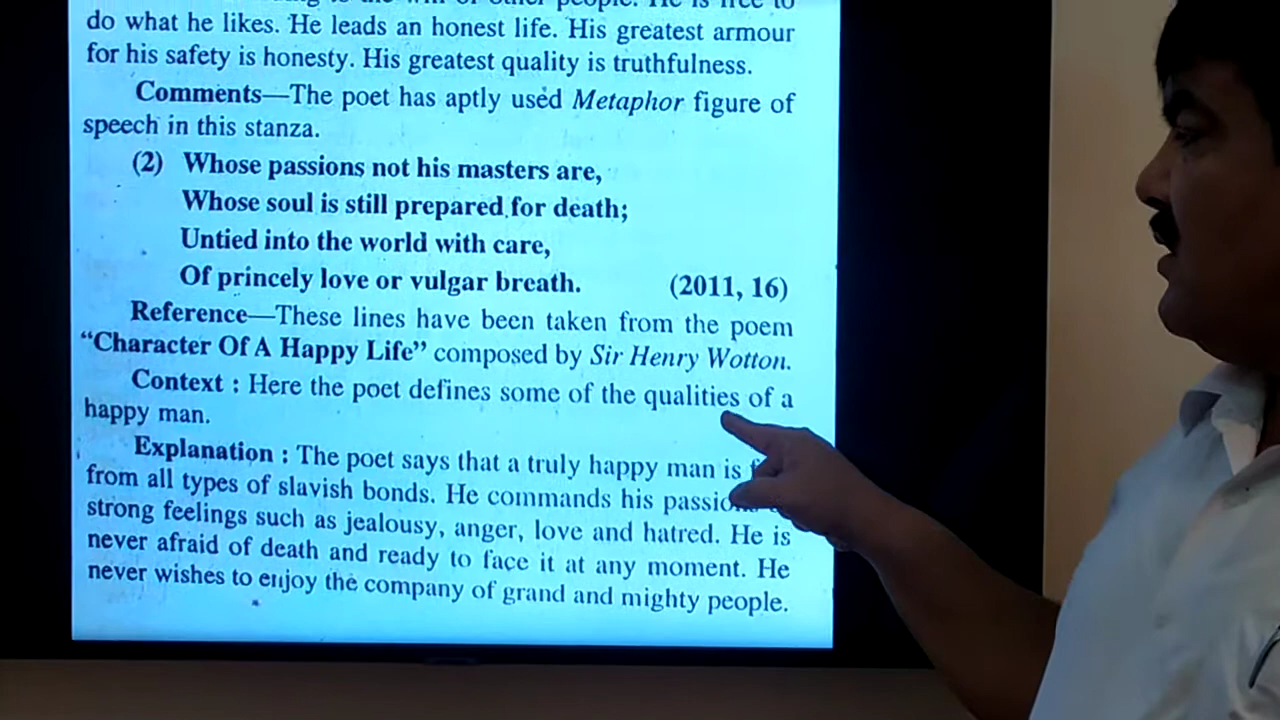 do what he likes. He leads an honest life. His greatest armour
for his safety is honesty. His greatest quality is truthfulness.
Comments—The poet has aptly used Metaphor figure of
speech in this stanza.
(2) Whose passions not his masters are,
Whose soul is still prepared for death;
Untied into the world with care,
Of princely love or vulgar breath. (2011, 16)
Reference—These lines have been taken from the poem
“Character Of A Happy Life” composed by Sir Henry Wotton.
Context : Here the poet defines some of the qualities of a
happy man.
Explanation : The poet says that a truly happy man is
from all types of slavish bonds. He commands his
strong feelings such as jealousy, anger, love and hatred. He is
never afraid of death and ready to face it at any moment. He
never wishes to enjoy the company of grand and mighty people.